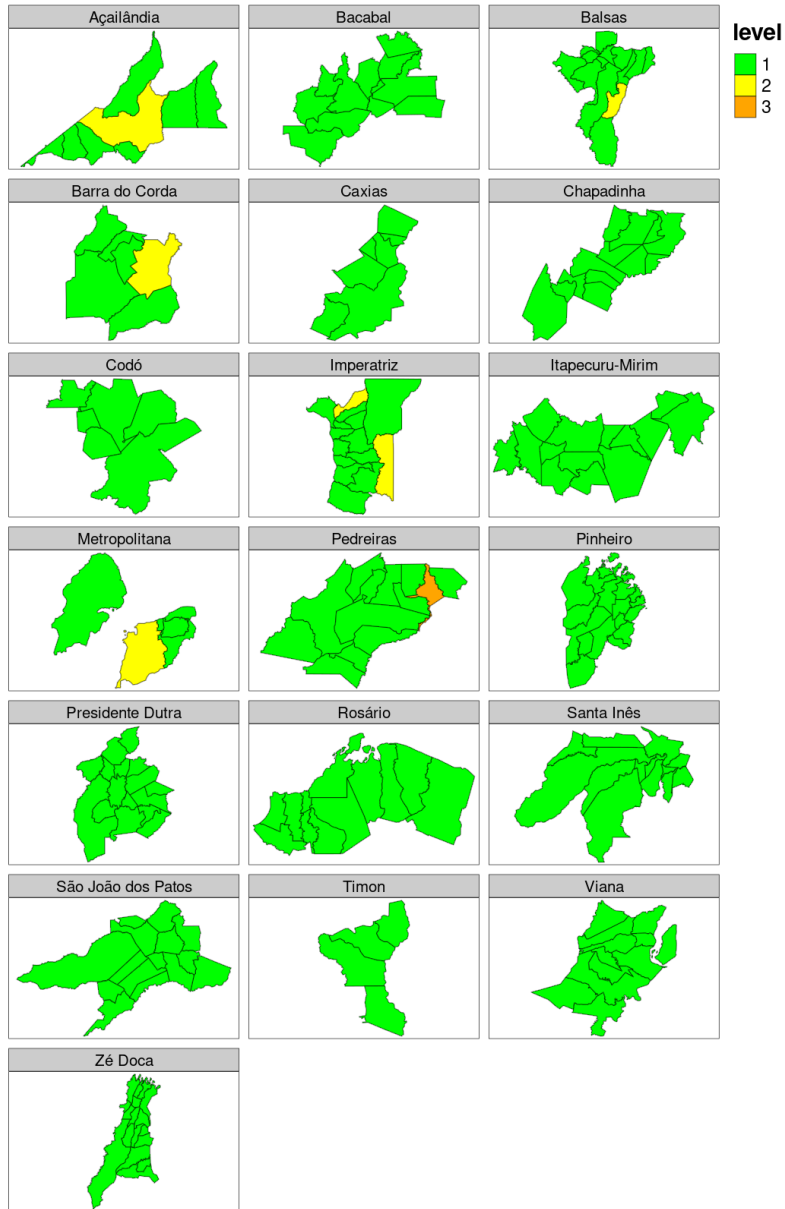 Açailândia
Bacabal
Balsas
level
1
2
3
Barra do Corda
Caxias
Chapadinha
Codó
Imperatriz
Itapecuru-Mirim
Metropolitana
Pedreiras
Pinheiro
Presidente Dutra
Rosário
Santa Inês
São João dos Patos
Timon
Viana
Zé Doca